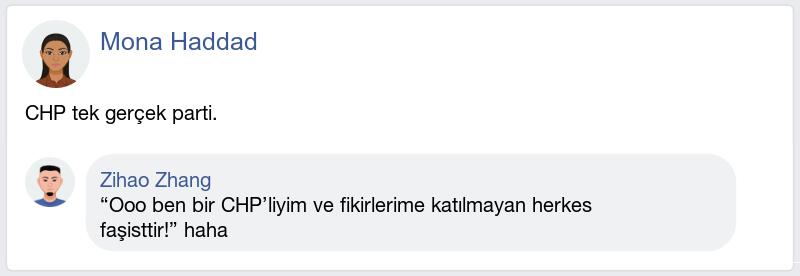 Mona Haddad
CHP tek gerçek parti.
Zihao Zhang
“Ooo ben bir CHP’liyim ve fikirlerime katılmayan herkes
faşisttir!” haha